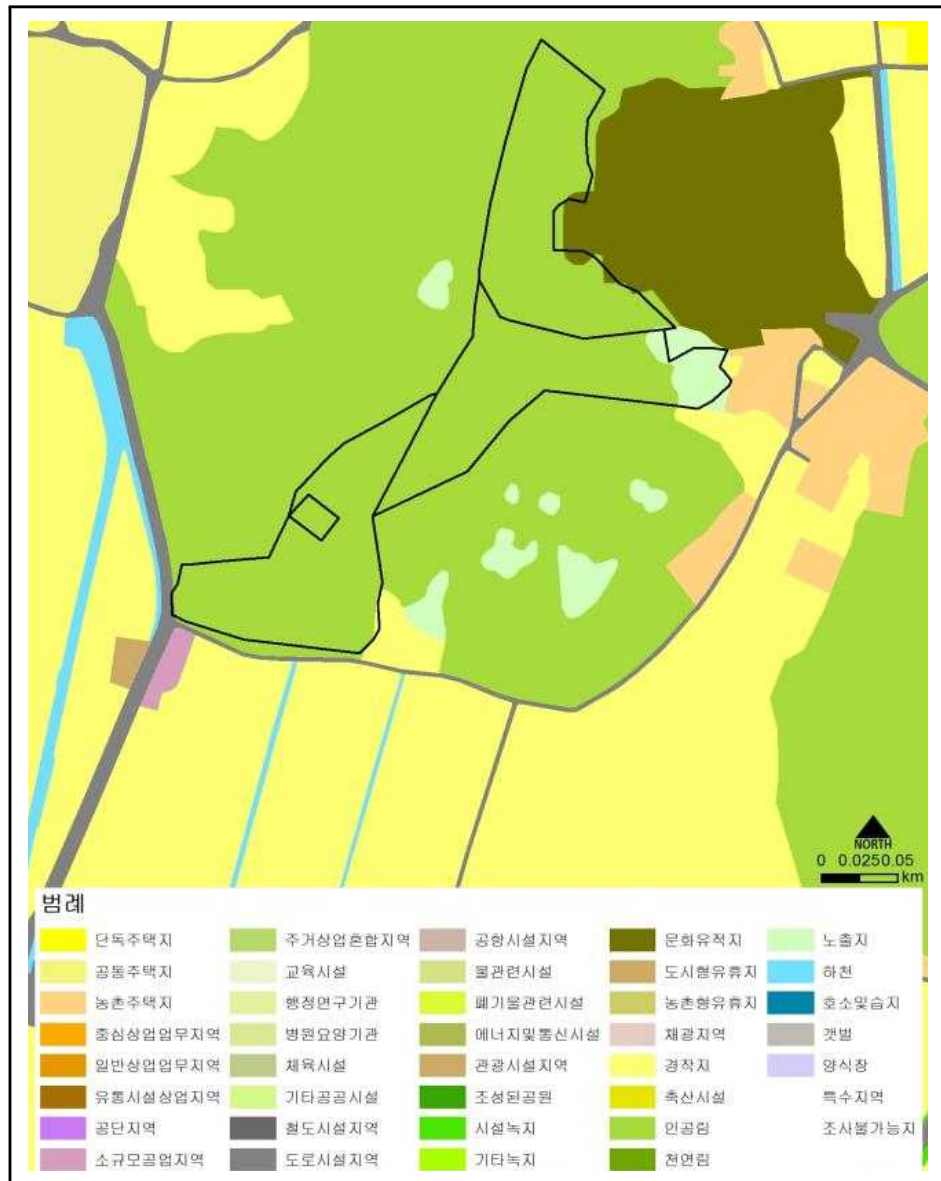 NORTH
0 0.0250.05
km
범례
단독주택지 주거상업혼합지역 공항시설지역 문화유적지 노출지
공동주택지 교육시설 물관련시설 도시형유휴지 하천
농촌주택지 행정연구기관 폐기물관련시설 농촌형유휴지 호소및습지
중심상업업무지역 병원요양기관 에너지및통신시설 채광지역 갯벌
일반상업업무지역 체육시설 관광시설지역 경작지 양식장
유통시설상업지역 기타공공시설 조성된공원 축산시설 특수지역
공단지역 철도시설지역 시설녹지 인공림 조사불가능지
소규모공업지역 도로시설지역 기타녹지 천연림